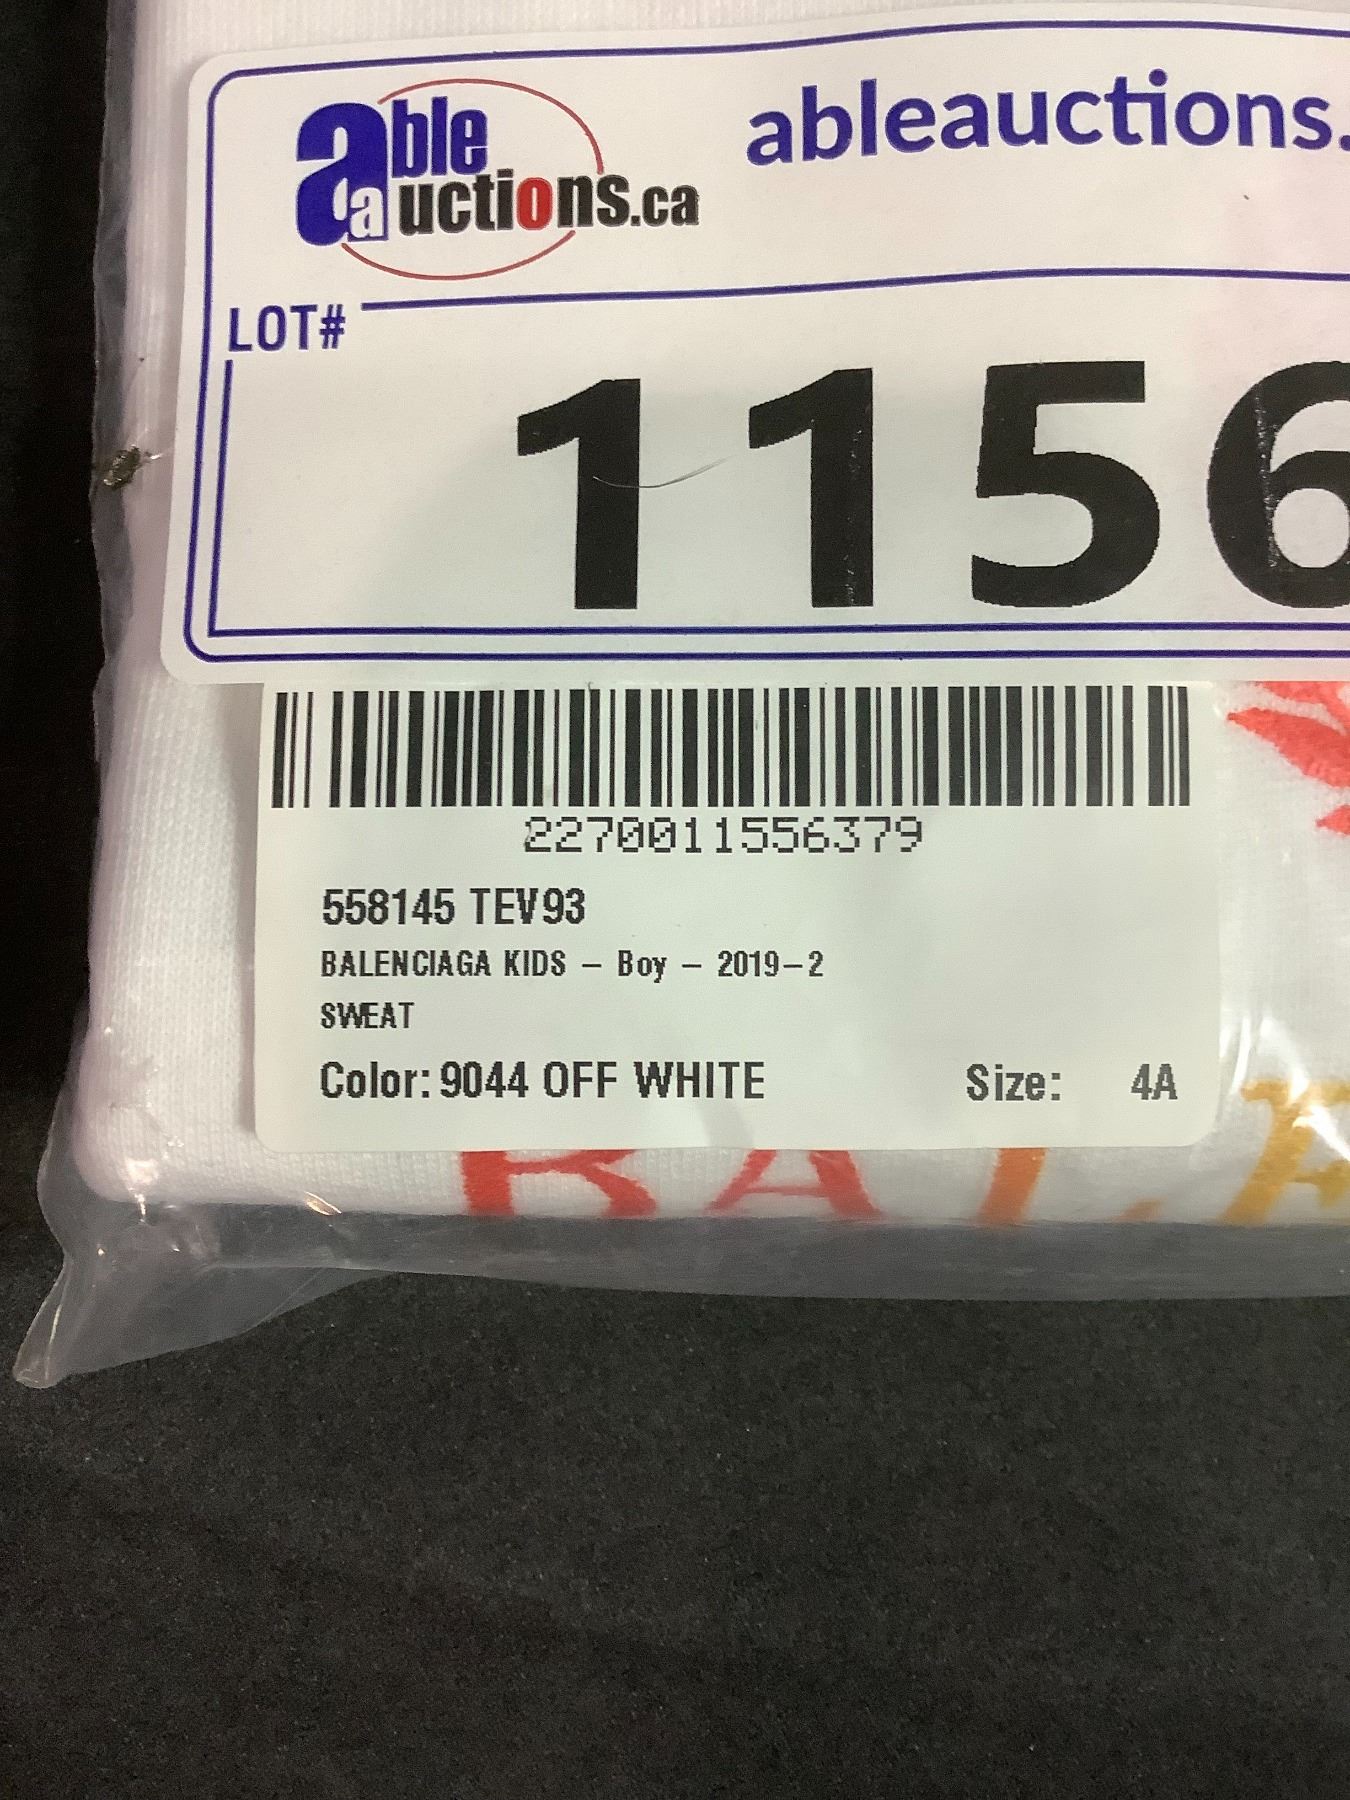 able auctions.ca
ableauctions.
LOT#
1156
2270011556379
558145 TEV93
BALENCIAGA KIDS – Boy – 2019–2
SWEAT
Color: 9044 OFF WHITE Size: 4A
BALE